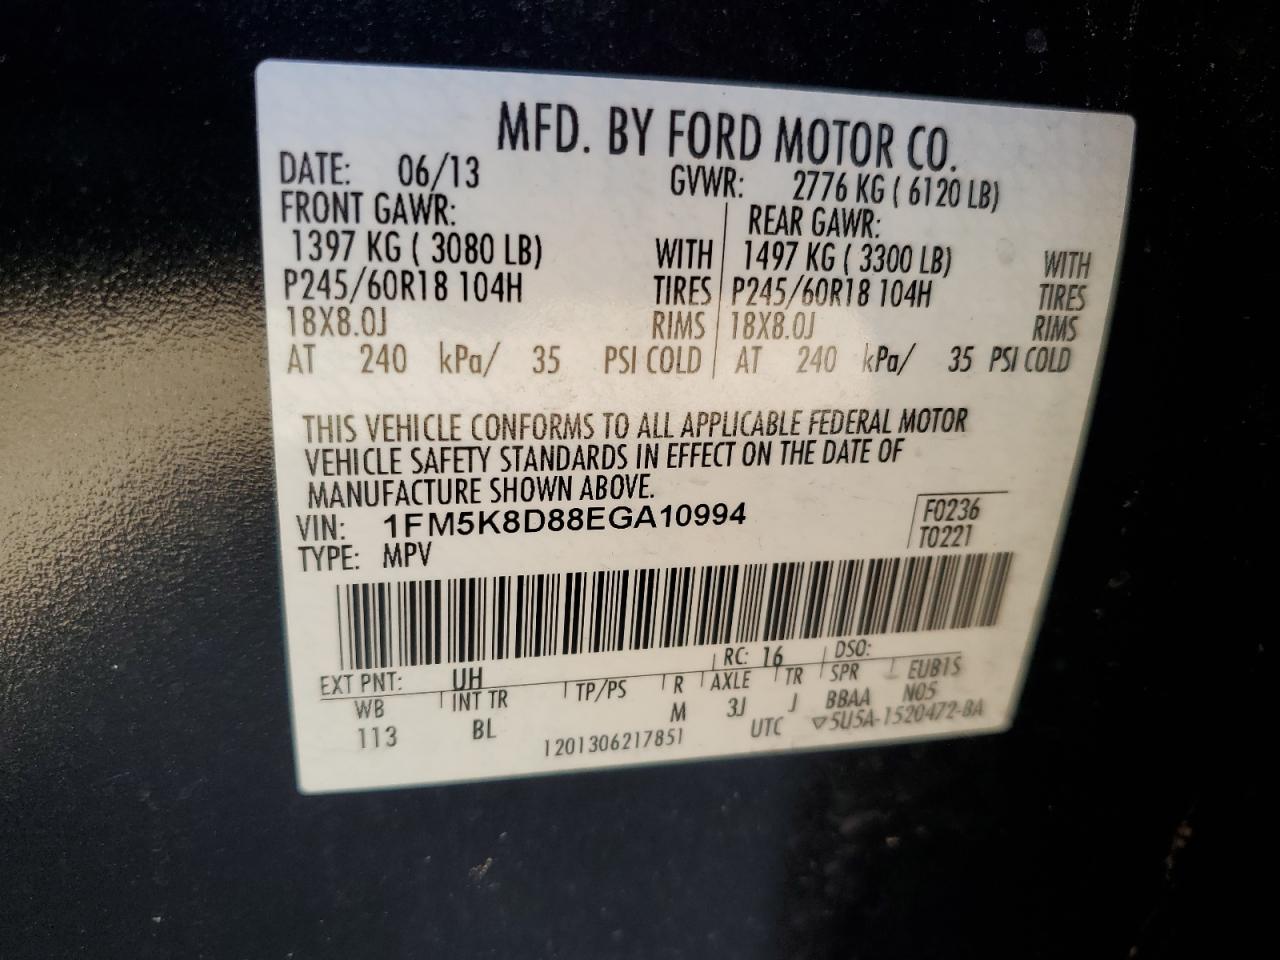 MFD. BY FORD MOTOR CO.
DATE: 06/13 GVWR: 2776 KG ( 6120 LB)
FRONT GAWR: REAR GAWR:
1397 KG ( 3080 LB) WITH 1497 KG ( 3300 LB) WITH
P245/60R18 104H TIRES P245/60R18 104H TIRES
18X8.0J RIMS 18X8.0J RIMS
AT 240 kPa/ 35 PSI COLD AT 240 kPa/ 35 PSI COLD
THIS VEHICLE CONFORMS TO ALL APPLICABLE FEDERAL MOTOR
VEHICLE SAFETY STANDARDS IN EFFECT ON THE DATE OF
MANUFACTURE SHOWN ABOVE.
VIN: 1FM5K8D88EGA10994 F0236
TYPE: MPV T0221
EXT PNT: UH RC: 16 DSO:
WB INT TR TP/PS R AXLE TR SPR EUB1S
113 BL M 3J J BBAA N05
1201306217851 UTC ▽5U5A-1520472-BA